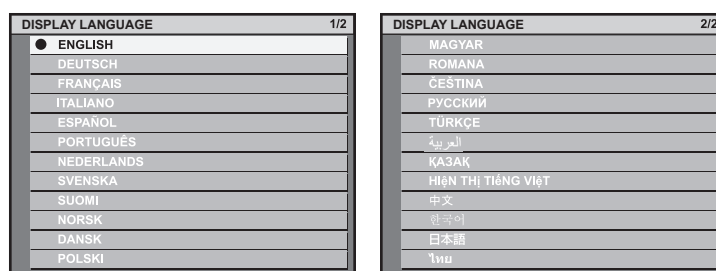 DISPLAY LANGUAGE 1/2
ENGLISH
DEUTSCH
FRANÇAIS
ITALIANO
ESPAÑOL
PORTUGUÊS
NEDERLANDS
SVENSKA
SUOMI
NORSK
DANSK
POLSKI
DISPLAY LANGUAGE 2/2
MAGYAR
ROMANA
ČEŠTINA
РУССКИЙ
TÜRKÇE
العربية
ҚАЗАҚ
HIệN THị TIếNG VIệT
中文
한국어
日本語
ไทย